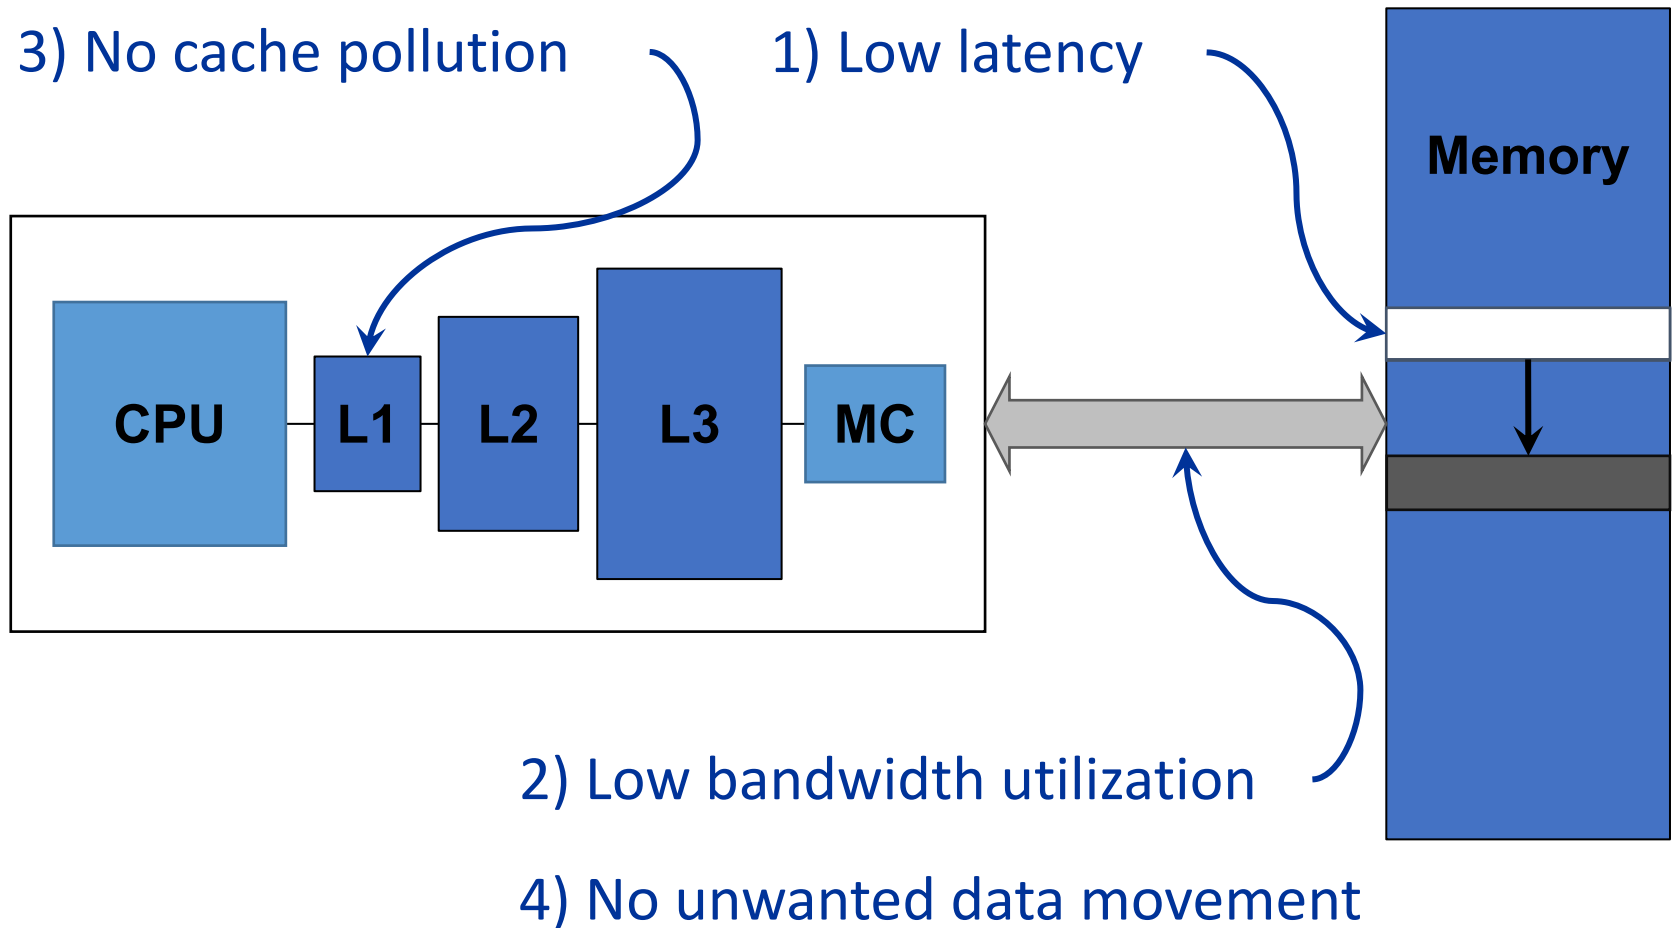 3) No cache pollution
1) Low latency
Memory
CPU
L1
L2
L3
MC
2) Low bandwidth utilization
4) No unwanted data movement